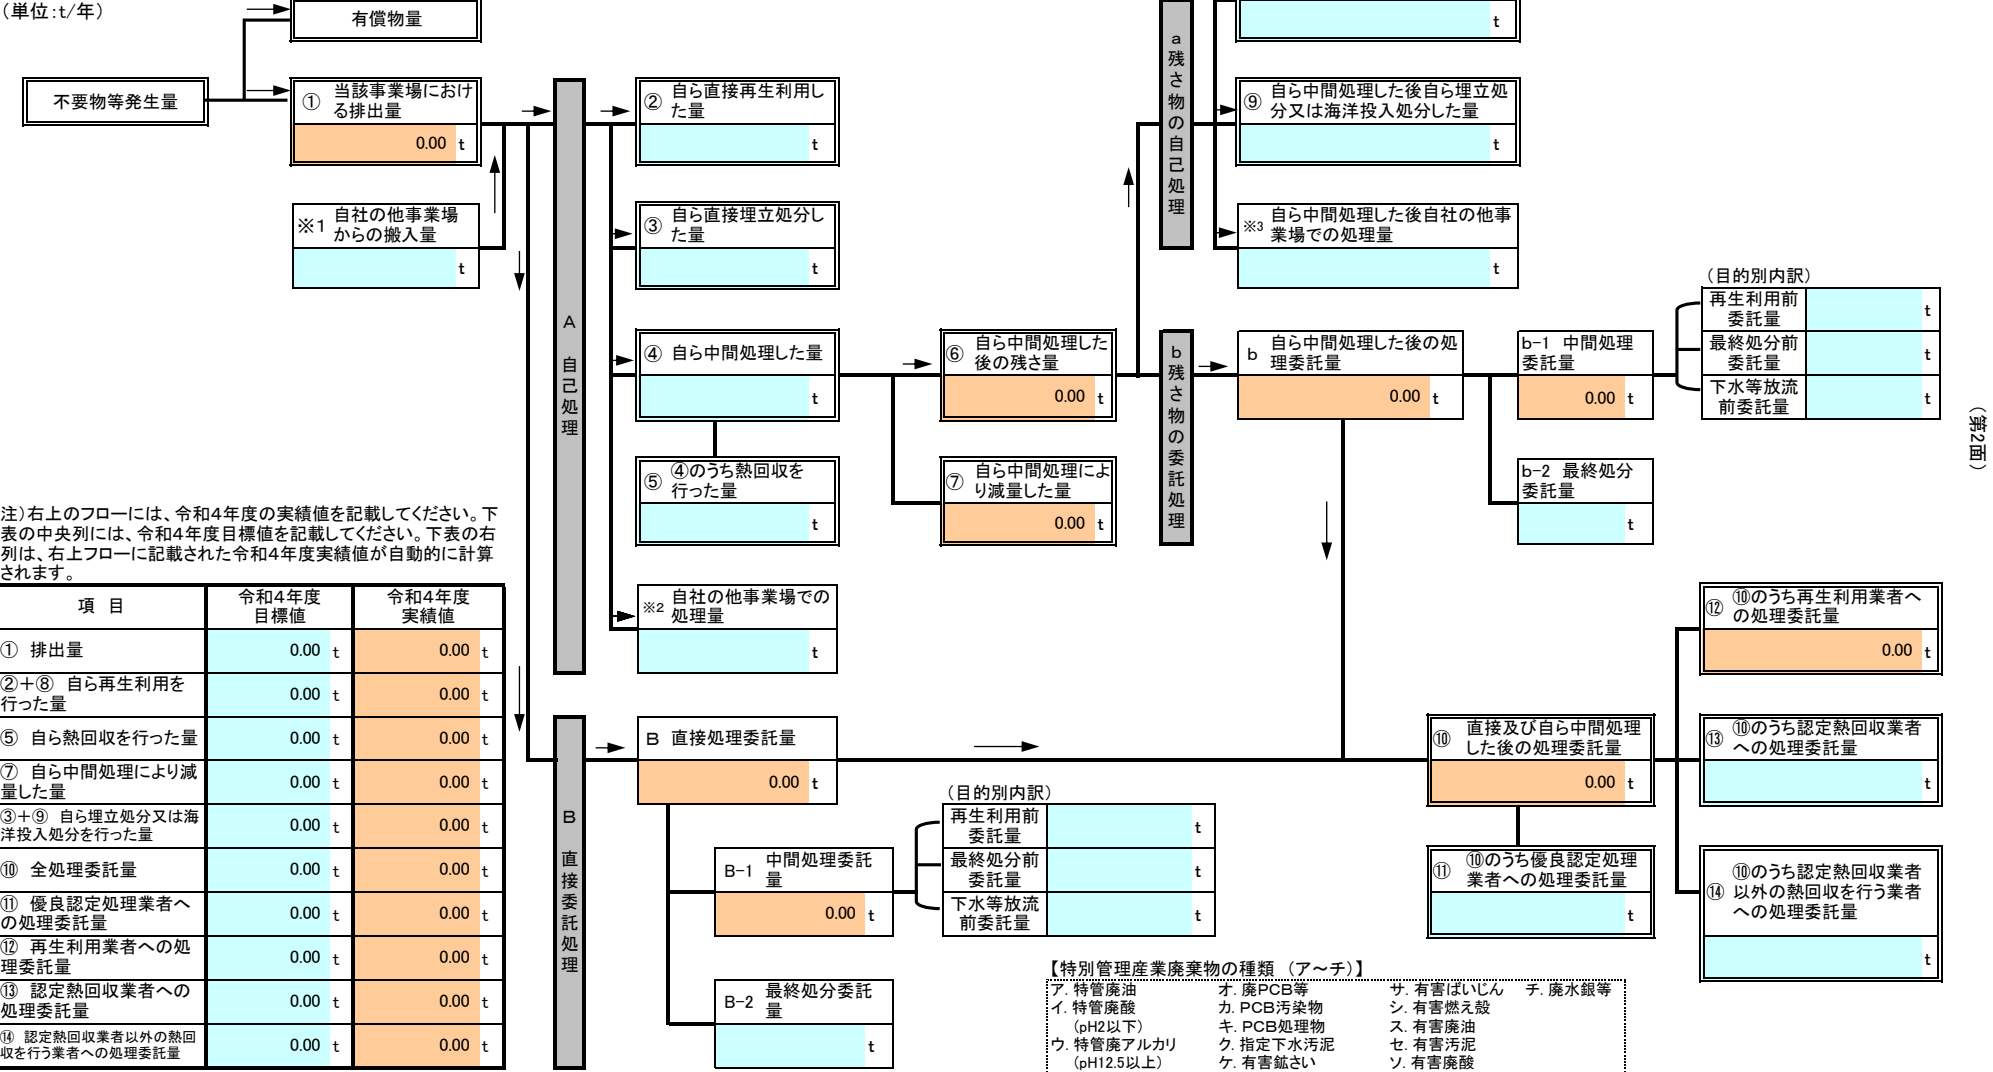 （単位：t/年）
有償物量
不要物等発生量
① 当該事業場におけ
る排出量
0.00 t
※1 自社の他事業場
からの搬入量
t
A 自己処理
② 自ら直接再生利用し
た量
t
③ 自ら直接埋立処分し
た量
t
④ 自ら中間処理した量
t
⑤ ④のうち熱回収を
行った量
t
※2 自社の他事業場での
処理量
t
⑥ 自ら中間処理した
後の残さ量
0.00 t
⑦ 自ら中間処理によ
り減量した量
0.00 t
a 残さ物の自己処理
t
⑨ 自ら中間処理した後自ら埋立処
分又は海洋投入処分した量
t
※3 自ら中間処理した後自社の他事
業場での処理量
t
b 残さ物の委託処理
b 自ら中間処理した後の処
理委託量
0.00 t
b-1 中間処理
委託量
0.00 t
b-2 最終処分
委託量
t
（目的別内訳）
再生利用前
委託量
t
最終処分前
委託量
t
下水等放流
前委託量
t
（第2面）
注）右上のフローには、令和４年度の実績値を記載してください。下
表の中央列には、令和４年度目標値を記載してください。下表の右
列は、右上フローに記載された令和４年度実績値が自動的に計算
されます。
項 目
令和４年度
目標値
令和４年度
実績値
① 排出量
0.00 t 0.00 t
②＋⑧ 自ら再生利用を
行った量
0.00 t 0.00 t
⑤ 自ら熱回収を行った量
0.00 t 0.00 t
⑦ 自ら中間処理により減
量した量
0.00 t 0.00 t
③＋⑨ 自ら埋立処分又は海
洋投入処分を行った量
0.00 t 0.00 t
⑩ 全処理委託量
0.00 t 0.00 t
⑪ 優良認定処理業者へ
の処理委託量
0.00 t 0.00 t
⑫ 再生利用業者への処
理委託量
0.00 t 0.00 t
⑬ 認定熱回収業者への
処理委託量
0.00 t 0.00 t
⑭ 認定熱回収業者以外の熱回
収を行う業者への処理委託量
0.00 t 0.00 t
B 直接委託処理
B 直接処理委託量
0.00 t
B-1 中間処理委託
量
0.00 t
B-2 最終処分委託
量
t
（目的別内訳）
再生利用前
委託量
t
最終処分前
委託量
t
下水等放流
前委託量
t
⑩ 直接及び自ら中間処理
した後の処理委託量
0.00 t
⑪ ⑩のうち優良認定処理
業者への処理委託量
t
⑫ ⑩のうち再生利用業者へ
の処理委託量
0.00 t
⑬ ⑩のうち認定熱回収業者
への処理委託量
t
⑭ ⑩のうち認定熱回収業者
以外の熱回収を行う業者
への処理委託量
t
【特別管理産業廃棄物の種類 （ア～チ）】
ア. 特管廃油 オ. 廃PCB等 サ. 有害ばいじん チ. 廃水銀等
イ. 特管廃酸 カ. PCB汚染物 シ. 有害燃え殻
（pH2以下） キ. PCB処理物 ス. 有害廃油
ウ. 特管廃アルカリ ク. 指定下水汚泥 セ. 有害汚泥
（pH12.5以上） ケ. 有害鉱さい ソ. 有害廃酸